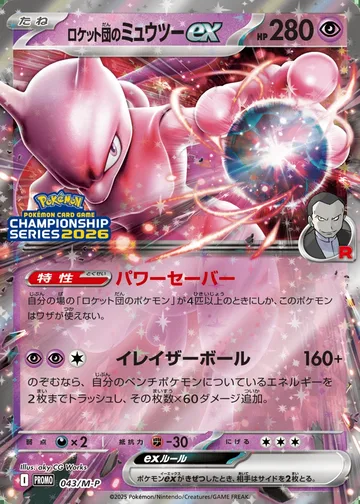 たね
ロケット団のミュウツーex
HP 280
Pokémon
POKÉMON CARD GAME
CHAMPIONSHIP
SERIES 2026
R
特性 パワーセーバー
自分の場の「ロケット団のポケモン」が4匹以上のときにしか、このポケモン
はワザが使えない。
イレイザーボール 160+
のぞむなら、自分のベンチポケモンについているエネルギーを
2枚までトラッシュし、その枚数×60ダメージ追加。
弱点 ×2 抵抗力 -30 にげる
Illus. aky CG Works
I PROMO 043/M-P
exルール
ポケモンexがきぜつしたとき、相手はサイドを2枚とる。
©2025 Pokémon/Nintendo/Creatures/GAME FREAK